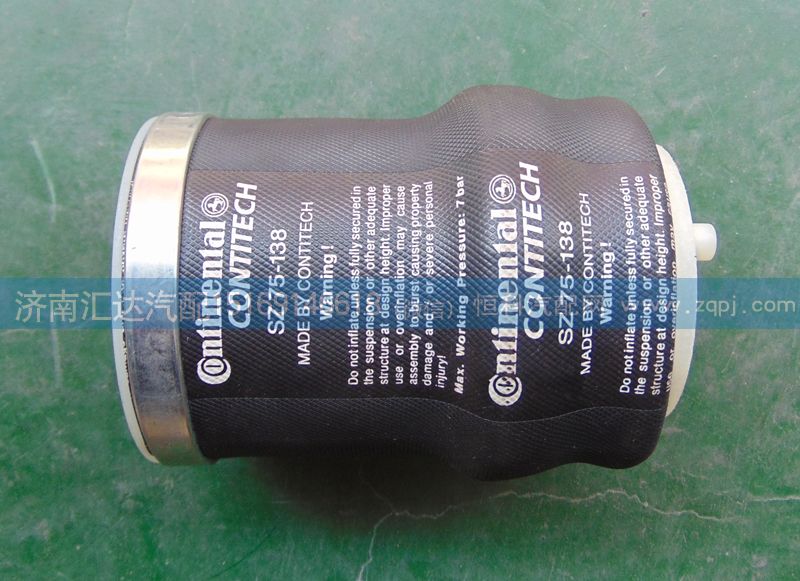 Continental
CONTITECH
SZ-75-138
MADE BY CONTITECH
Warning!
Do not inflate unless fully secured in
the suspension or other adequate
structure at design height. Improper
use or overinflation may cause
assembly to burst causing property
damage and / or severe personal
injury!
Max. Working Pressure: 7 bar
Continental
CONTITECH
SZ-75-138
MADE BY CONTITECH
Warning!
Do not inflate unless fully secured in
the suspension or other adequate
structure at design height. Improper
济南汇达汽配
www.zqpj.com